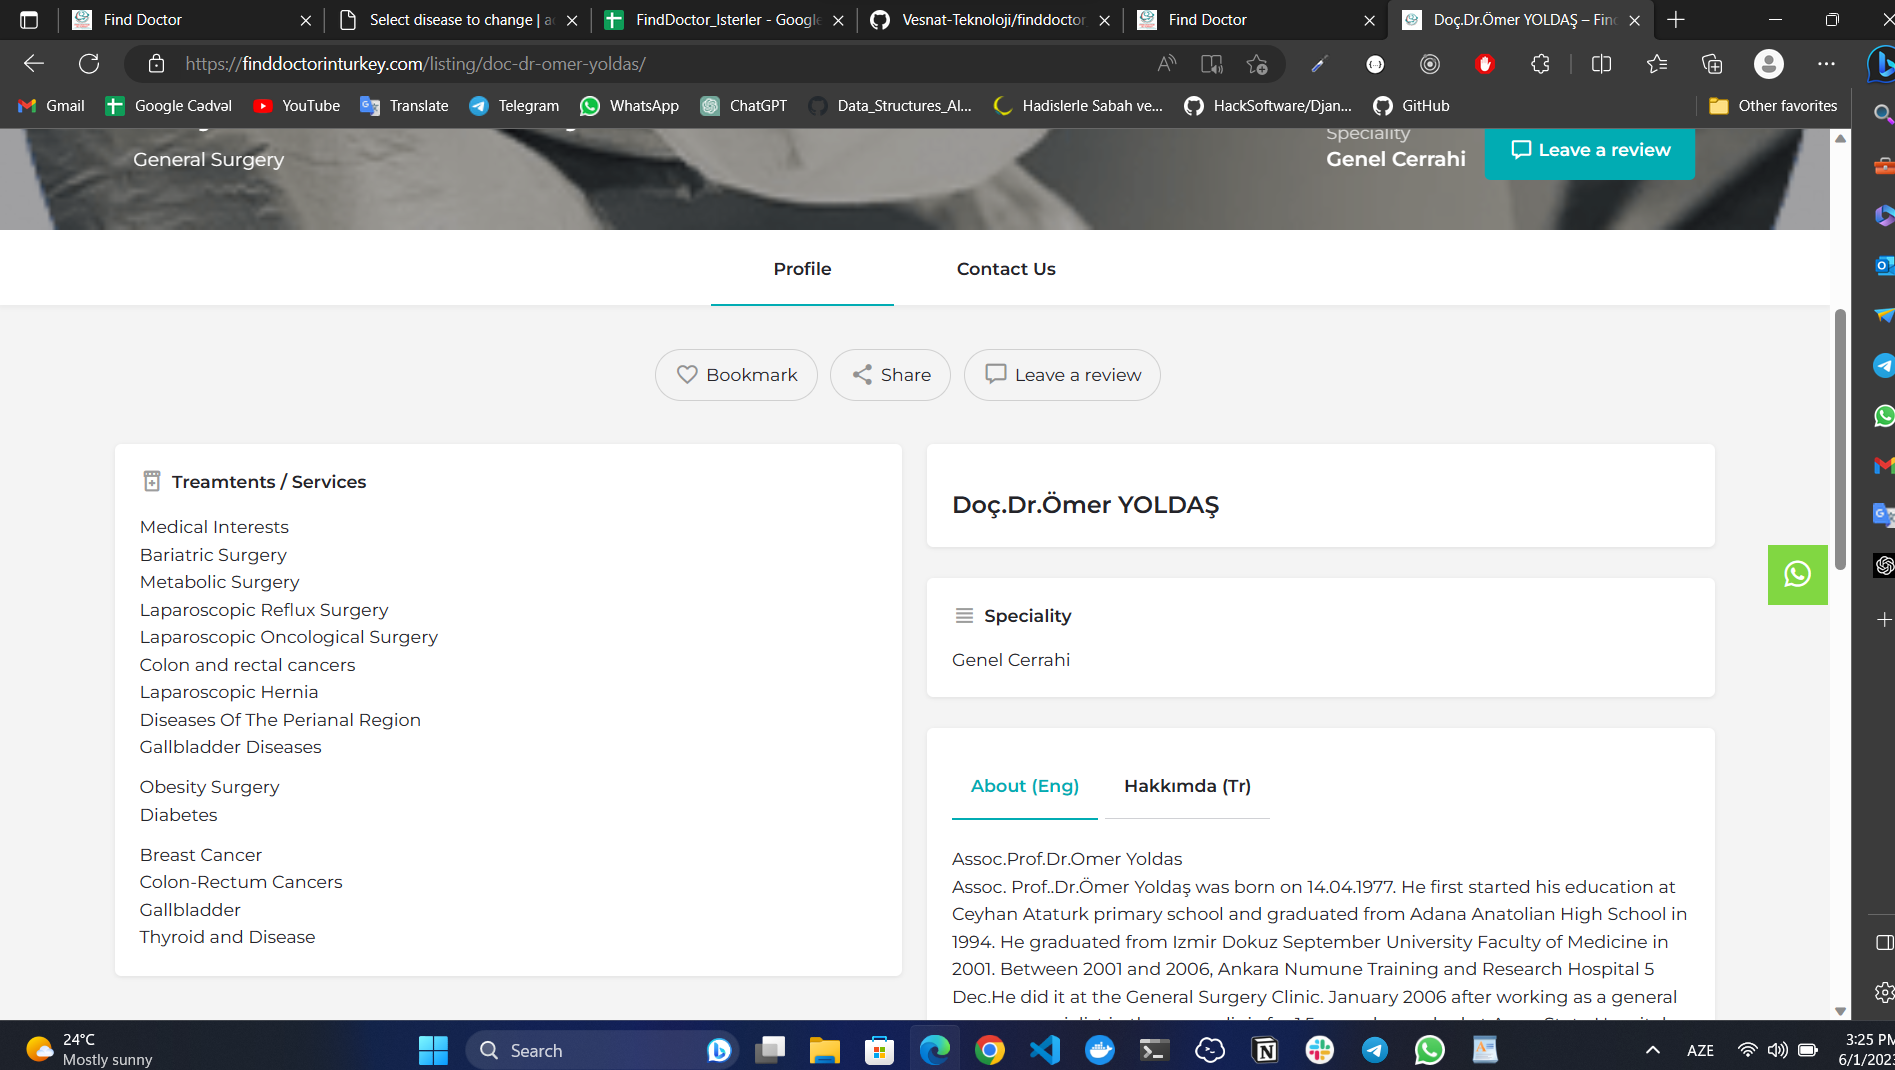 Find Doctor
Select disease to change | a
FindDoctor_Isterler - Google
Vesnat-Teknoloji/finddoctor
Find Doctor
Doç.Dr.Ömer YOLDAŞ – Fin
https://finddoctorinturkey.com/listing/doc-dr-omer-yoldas/
Gmail
Google Cədvəl
YouTube
Translate
Telegram
WhatsApp
ChatGPT
Data_Structures_Al...
Hadislerle Sabah ve...
HackSoftware/Djan...
GitHub
Other favorites
General Surgery
Speciality
Genel Cerrahi
Leave a review
Profile
Contact Us
Bookmark
Share
Leave a review
Treamtents / Services
Medical Interests
Bariatric Surgery
Metabolic Surgery
Laparoscopic Reflux Surgery
Laparoscopic Oncological Surgery
Colon and rectal cancers
Laparoscopic Hernia
Diseases Of The Perianal Region
Gallbladder Diseases
Obesity Surgery
Diabetes
Breast Cancer
Colon-Rectum Cancers
Gallbladder
Thyroid and Disease
Doç.Dr.Ömer YOLDAŞ
Speciality
Genel Cerrahi
About (Eng)
Hakkımda (Tr)
Assoc.Prof.Dr.Omer Yoldas
Assoc. Prof..Dr.Ömer Yoldaş was born on 14.04.1977. He first started his education at
Ceyhan Ataturk primary school and graduated from Adana Anatolian High School in
1994. He graduated from Izmir Dokuz September University Faculty of Medicine in
2001. Between 2001 and 2006, Ankara Numune Training and Research Hospital 5
Dec.He did it at the General Surgery Clinic. January 2006 after working as a general
24°C
Mostly sunny
Search
AZE
3:25 PM
6/1/202